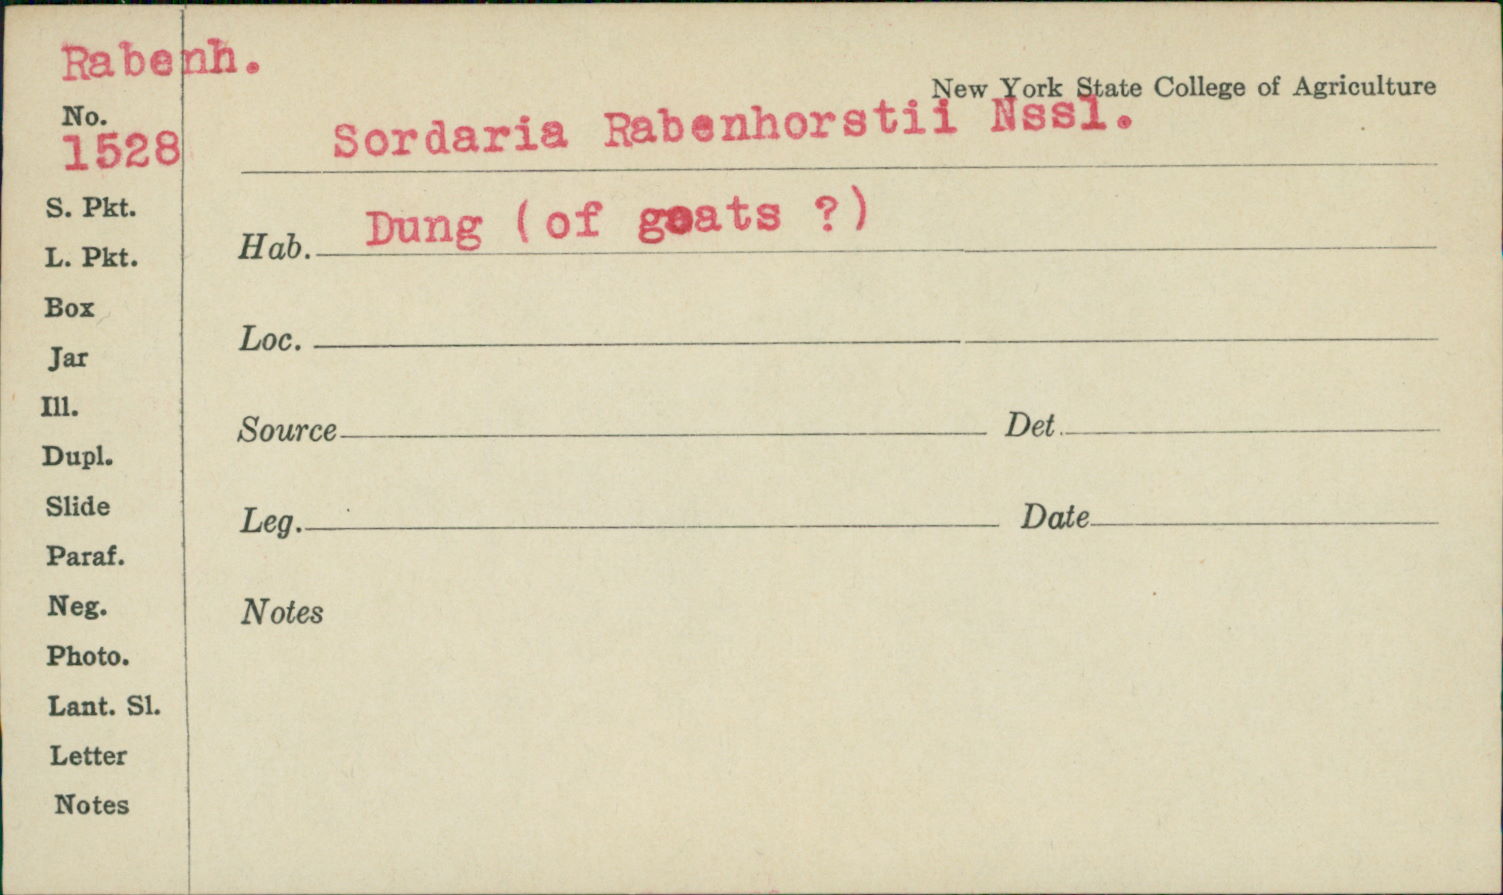 Rabenh.
New York State College of Agriculture
No.
1528
Sordaria Rabenhorstii Nssl.
S. Pkt.
Hab. Dung (of goats ?)
L. Pkt.
Box
Loc.
Jar
Ill.
Source Det.
Dupl.
Slide
Leg. Date
Paraf.
Neg.
Notes
Photo.
Lant. Sl.
Letter
Notes